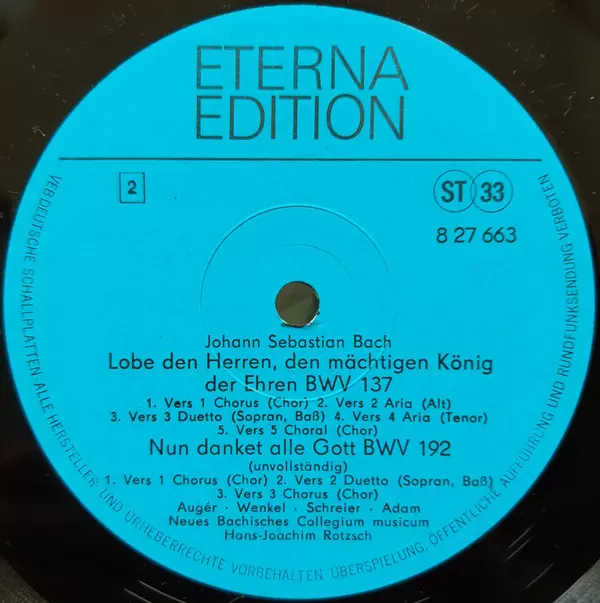 ETERNA
EDITION
2
ST 33
8 27 663
Johann Sebastian Bach
Lobe den Herren, den mächtigen König
der Ehren BWV 137
1. Vers 1 Chorus (Chor) 2. Vers 2 Aria (Alt)
3. Vers 3 Duetto (Sopran, Baß) 4. Vers 4 Aria (Tenor)
5. Vers 5 Choral (Chor)
Nun danket alle Gott BWV 192
(unvollständig)
1. Vers 1 Chorus (Chor) 2. Vers 2 Duetto (Sopran, Baß)
3. Vers 3 Chorus (Chor)
Augér · Wenkel · Schreier · Adam
Neues Bachisches Collegium musicum
Hans-Joachim Rotzsch
VEB DEUTSCHE SCHALLPLATTEN · ALLE HERSTELLER- UND URHEBERRECHTE VORBEHALTEN · ÜBERSPIELUNG, ÖFFENTLICHE AUFFÜHRUNG UND RUNDFUNKSENDUNG VERBOTEN